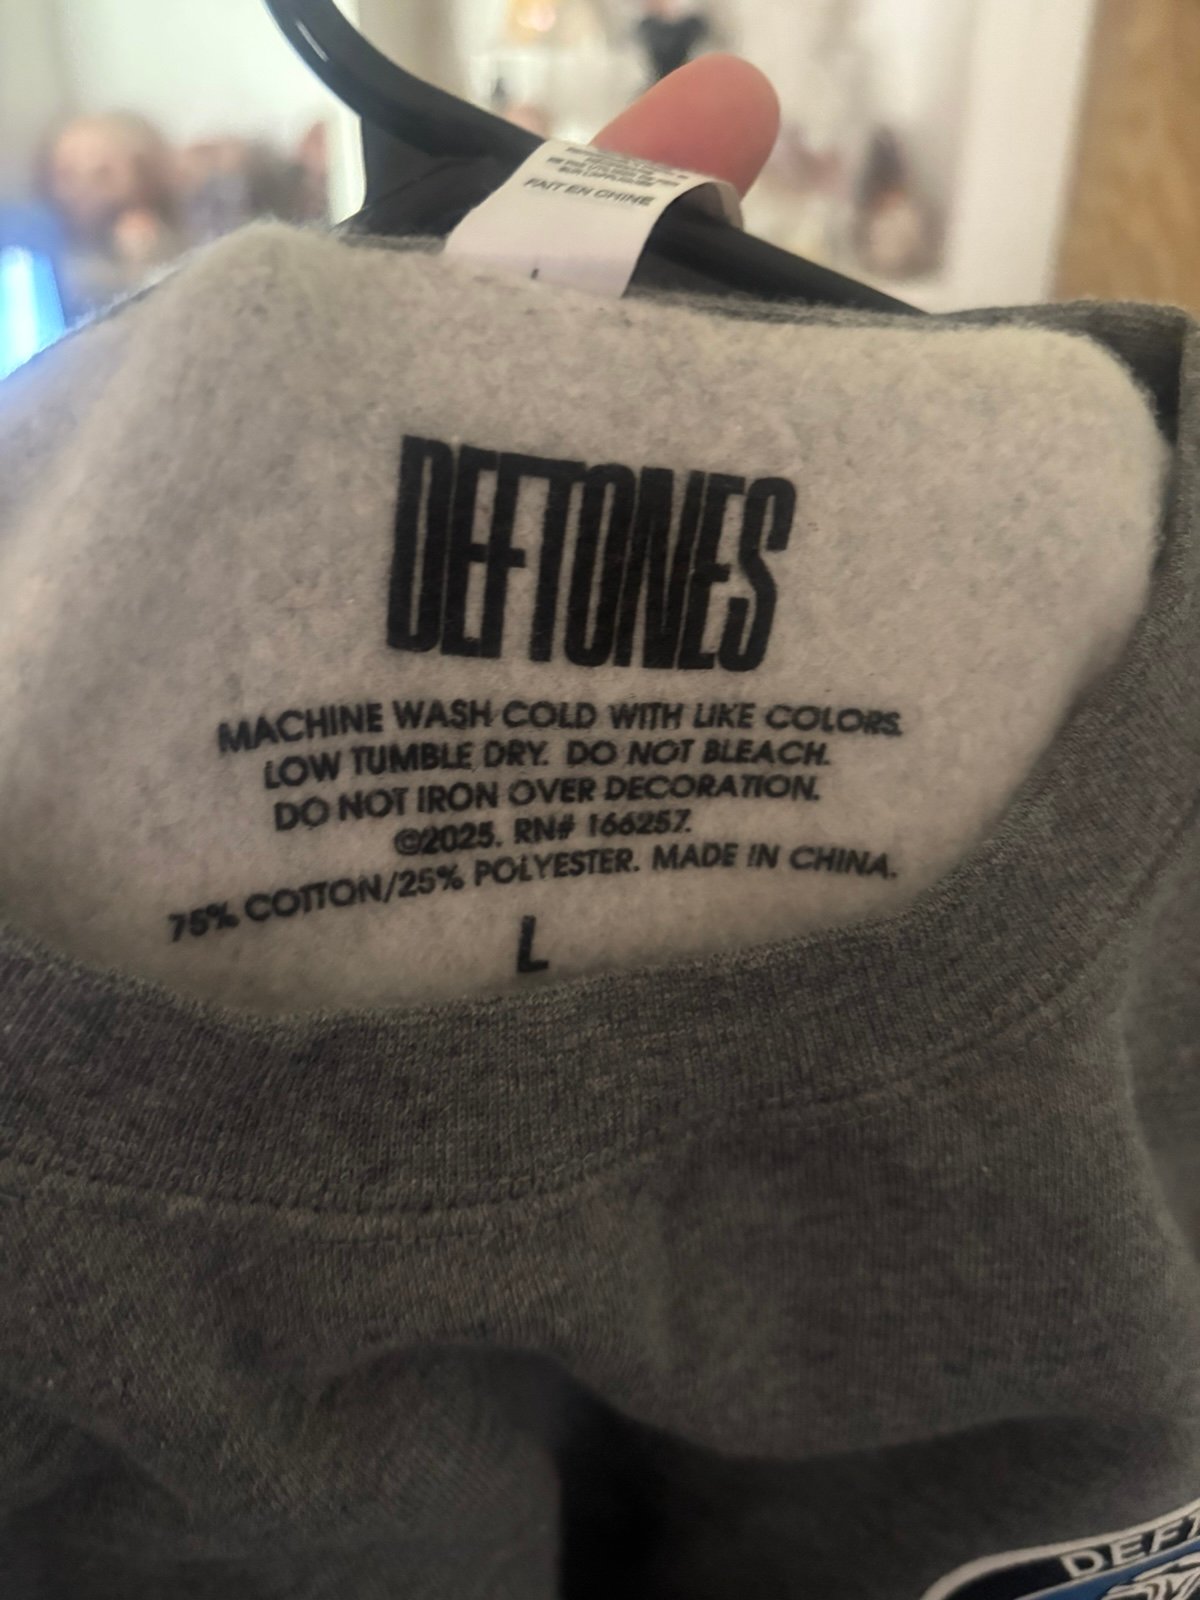 FAIT EN CHINE
L
DEFTONES
MACHINE WASH COLD WITH LIKE COLORS.
LOW TUMBLE DRY. DO NOT BLEACH.
DO NOT IRON OVER DECORATION.
©2025. RN# 166257.
75% COTTON/25% POLYESTER. MADE IN CHINA.
L